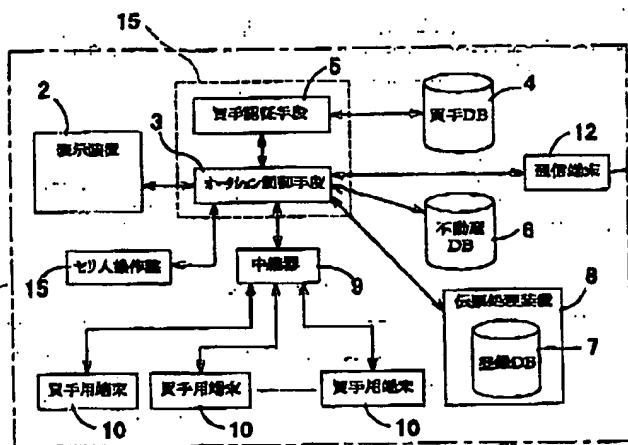 15
5
買手認証手段
4
買手DB
2
表示装置
3
オークション制御手段
12
通信端末
不動産
DB
6
セリ人操作盤
15
中継器
9
伝票処理装置
8
登録DB
7
買手用端末
10
買手用端末
10
買手用端末
10